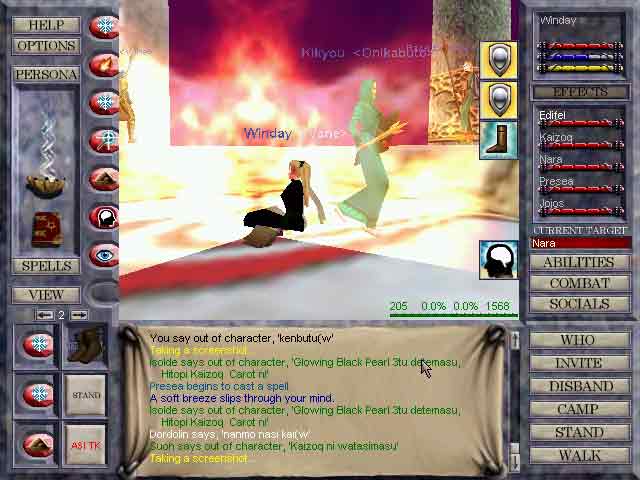 HELP
OPTIONS
PERSONA
SPELLS
VIEW
2
STAND
ASI TK
Kikyou <Onikabuto>
Winday
Winday
EFFECTS
Edifel
Kaizoq
Nara
Presea
Jojos
CURRENT TARGET
Nara
ABILITIES
COMBAT
SOCIALS
WHO
INVITE
DISBAND
CAMP
STAND
WALK
205 0.0% 0.0% 1568
You say out of character, 'kenbutu(w'
Taking a screenshot...
Isolde says out of character, 'Glowing Black Pearl 3tu detemasu,
Hitopi Kaizoq Carot ni'
Presea begins to cast a spell.
A soft breeze slips through your mind.
Isolde says out of character, 'Glowing Black Pearl 3tu detemasu,
Hitopi Kaizoq Carot ni'
Dordolin says, 'nanmo nasi kai(w'
Suoh says out of character, 'Kaizoq ni watasimasu'
Taking a screenshot...